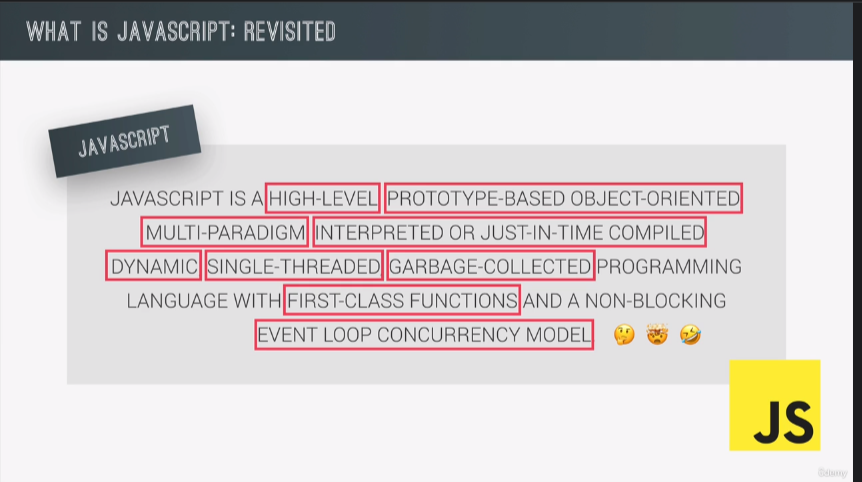 WHAT IS JAVASCRIPT: REVISITED
JAVASCRIPT
JAVASCRIPT IS A HIGH-LEVEL PROTOTYPE-BASED OBJECT-ORIENTED
MULTI-PARADIGM INTERPRETED OR JUST-IN-TIME COMPILED
DYNAMIC SINGLE-THREADED GARBAGE-COLLECTED PROGRAMMING
LANGUAGE WITH FIRST-CLASS FUNCTIONS AND A NON-BLOCKING
EVENT LOOP CONCURRENCY MODEL 🤔 🤯 🤣
JS
Udemy